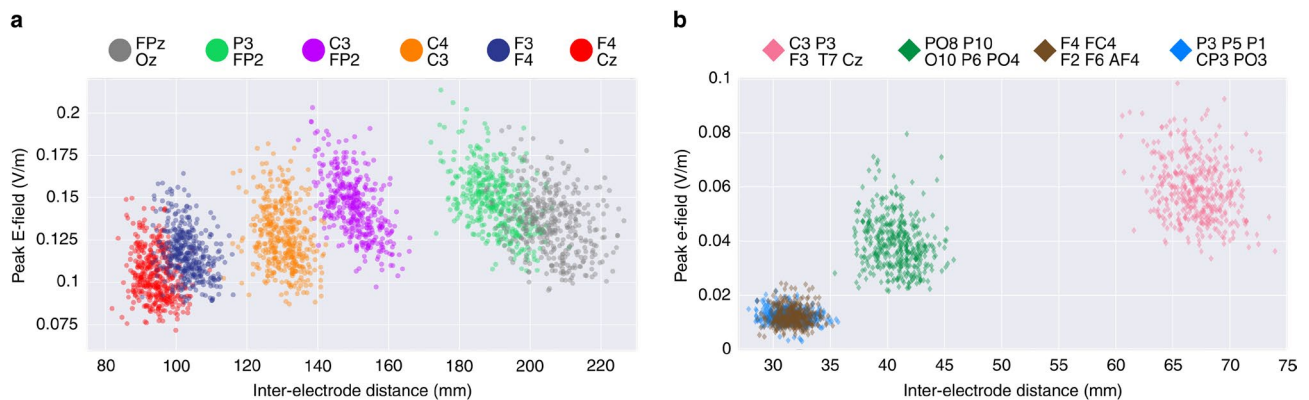 a
FPz
Oz
P3
FP2
C3
FP2
C4
C3
F3
F4
F4
Cz
0.2
0.175
0.15
0.125
0.1
0.075
Peak E-field (V/m)
80 100 120 140 160 180 200 220
Inter-electrode distance (mm)
b
C3 P3
F3 T7 Cz
PO8 P10
O10 P6 PO4
F4 FC4
F2 F6 AF4
P3 P5 P1
CP3 PO3
0.1
0.08
0.06
0.04
0.02
0
Peak e-field (V/m)
30 35 40 45 50 55 60 65 70 75
Inter-electrode distance (mm)